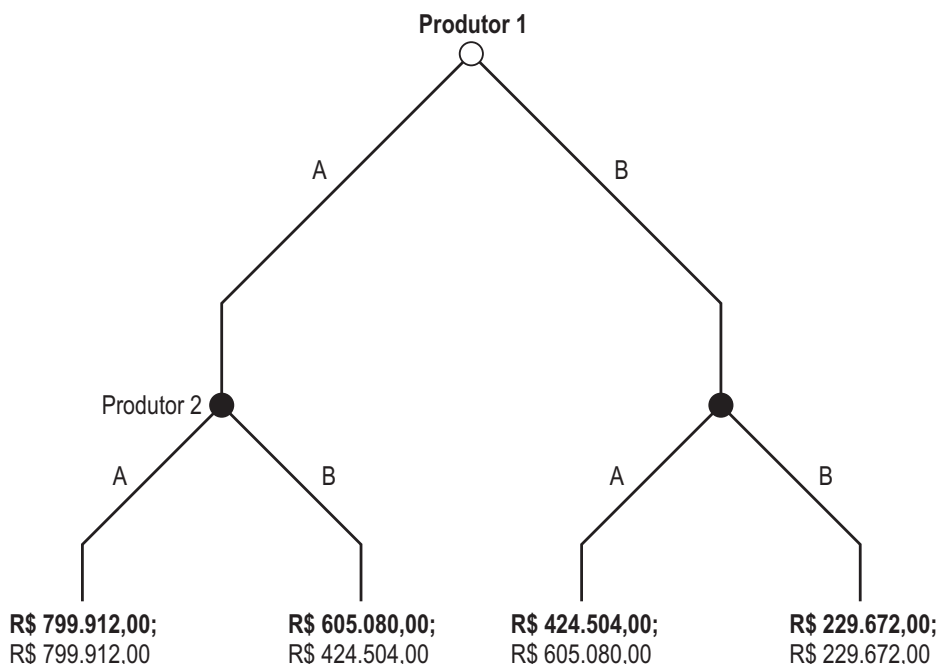 Produtor 1
A
B
Produtor 2
A
B
A
B
R$ 799.912,00;
R$ 799.912,00
R$ 605.080,00;
R$ 424.504,00
R$ 424.504,00;
R$ 605.080,00
R$ 229.672,00;
R$ 229.672,00